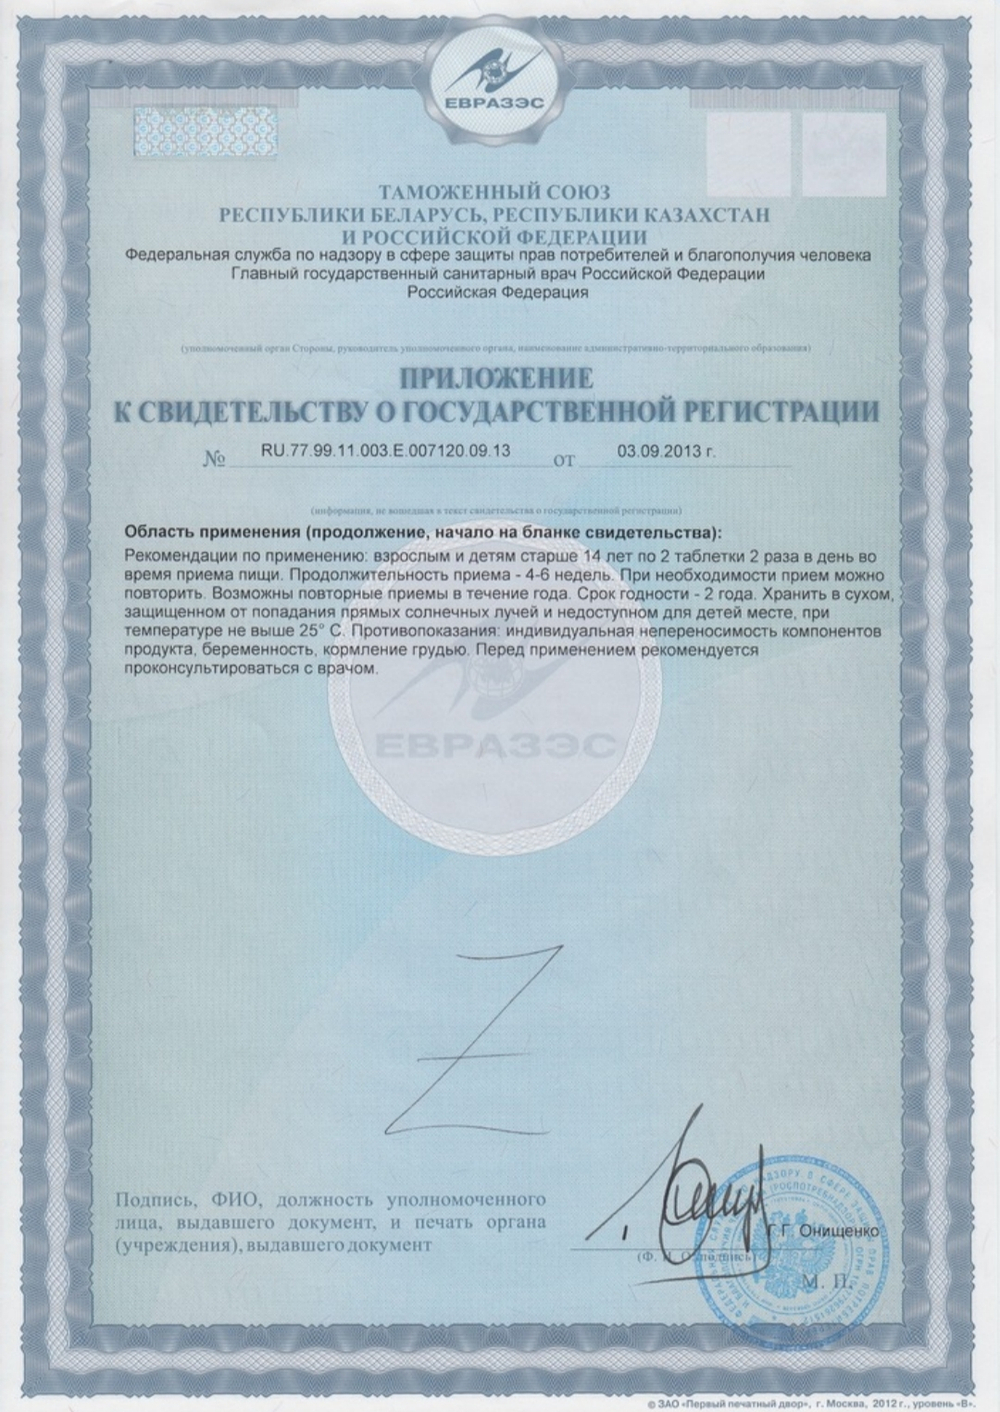 ЕВРАЗЭС
ТАМОЖЕННЫЙ СОЮЗ
РЕСПУБЛИКИ БЕЛАРУСЬ, РЕСПУБЛИКИ КАЗАХСТАН
И РОССИЙСКОЙ ФЕДЕРАЦИИ
Федеральная служба по надзору в сфере защиты прав потребителей и благополучия человека
Главный государственный санитарный врач Российской Федерации
Российская Федерация
(уполномоченный орган Стороны, руководитель уполномоченного органа, наименование административно-территориального образования)
ПРИЛОЖЕНИЕ
К СВИДЕТЕЛЬСТВУ О ГОСУДАРСТВЕННОЙ РЕГИСТРАЦИИ
№ RU.77.99.11.003.Е.007120.09.13 от 03.09.2013 г.
(информация, не вошедшая в текст свидетельства о государственной регистрации)
Область применения (продолжение, начало на бланке свидетельства):
Рекомендации по применению: взрослым и детям старше 14 лет по 2 таблетки 2 раза в день во
время приема пищи. Продолжительность приема - 4-6 недель. При необходимости прием можно
повторить. Возможны повторные приемы в течение года. Срок годности - 2 года. Хранить в сухом,
защищенном от попадания прямых солнечных лучей и недоступном для детей месте, при
температуре не выше 25° С. Противопоказания: индивидуальная непереносимость компонентов
продукта, беременность, кормление грудью. Перед применением рекомендуется
проконсультироваться с врачом.
ЕВРАЗЭС
Подпись, ФИО, должность уполномоченного
лица, выдавшего документ, и печать органа
(учреждения), выдавшего документ
Г.Г. Онищенко
(Ф. И. О./подпись)
М. П.
© ЗАО «Первый печатный двор», г. Москва, 2012 г., уровень «В».